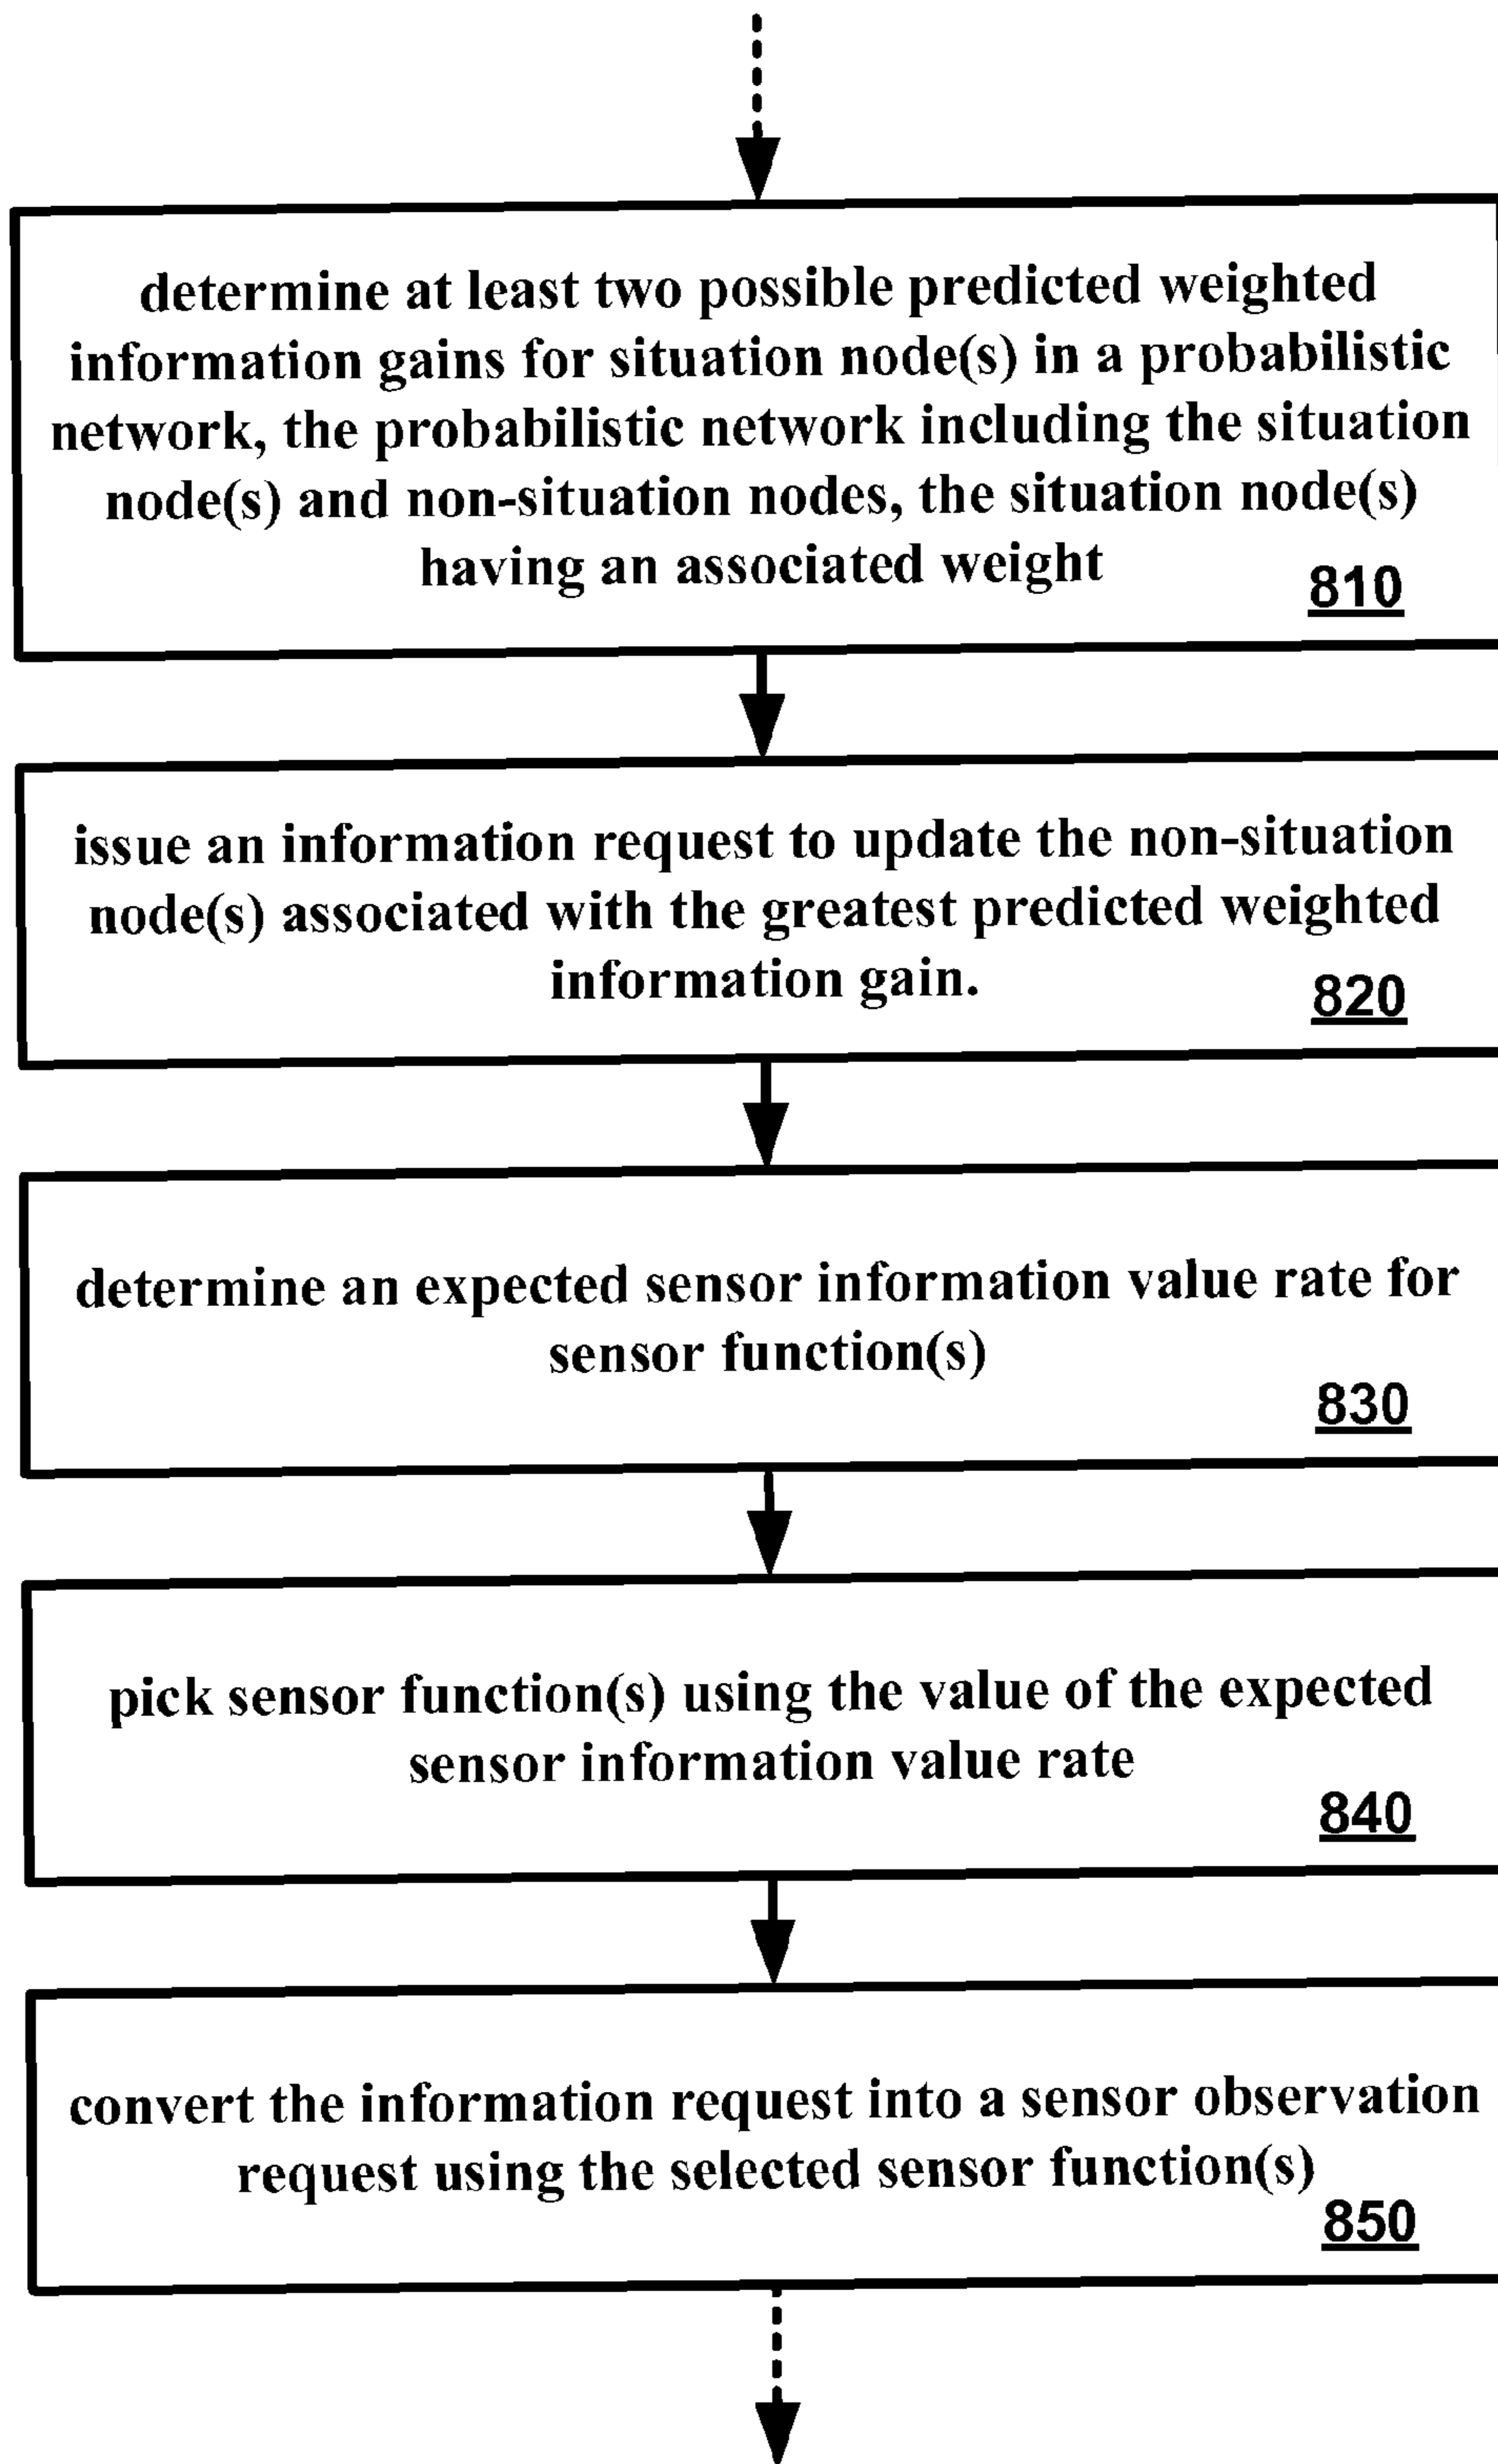 determine at least two possible predicted weighted
information gains for situation node(s) in a probabilistic
network, the probabilistic network including the situation
node(s) and non-situation nodes, the situation node(s)
having an associated weight
810
issue an information request to update the non-situation
node(s) associated with the greatest predicted weighted
information gain.
820
determine an expected sensor information value rate for
sensor function(s)
830
pick sensor function(s) using the value of the expected
sensor information value rate
840
convert the information request into a sensor observation
request using the selected sensor function(s)
850